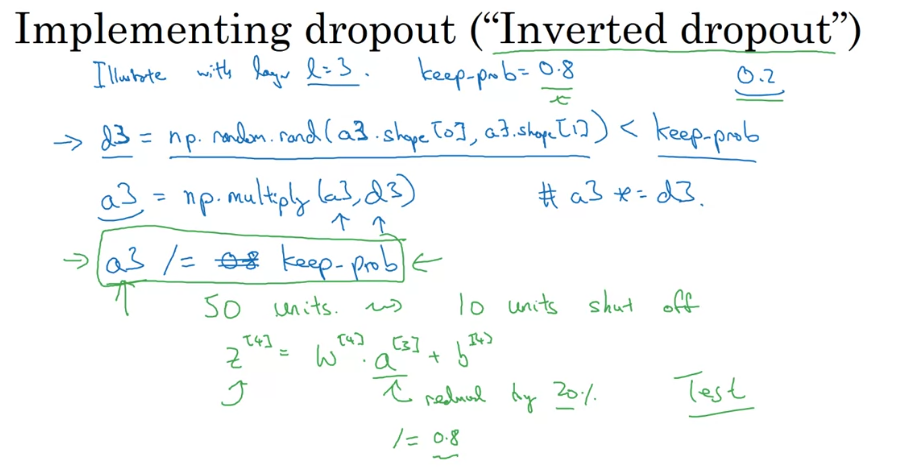 Implementing dropout (“Inverted dropout”)
Illustrate with layer l=3. keep-prob = 0.8 0.2
x
→ d3 = np.random.rand(a3.shape[0], a3.shape[1]) < keep-prob
a3 = np.multiply(a3, d3) # a3 *= d3.
→ a3 /= 0.8 keep-prob ←
50 units. ⇝ 10 units shut off
z^[4] = W^[4] · a^[3] + b^[4]
reduced by 20% Test
/= 0.8